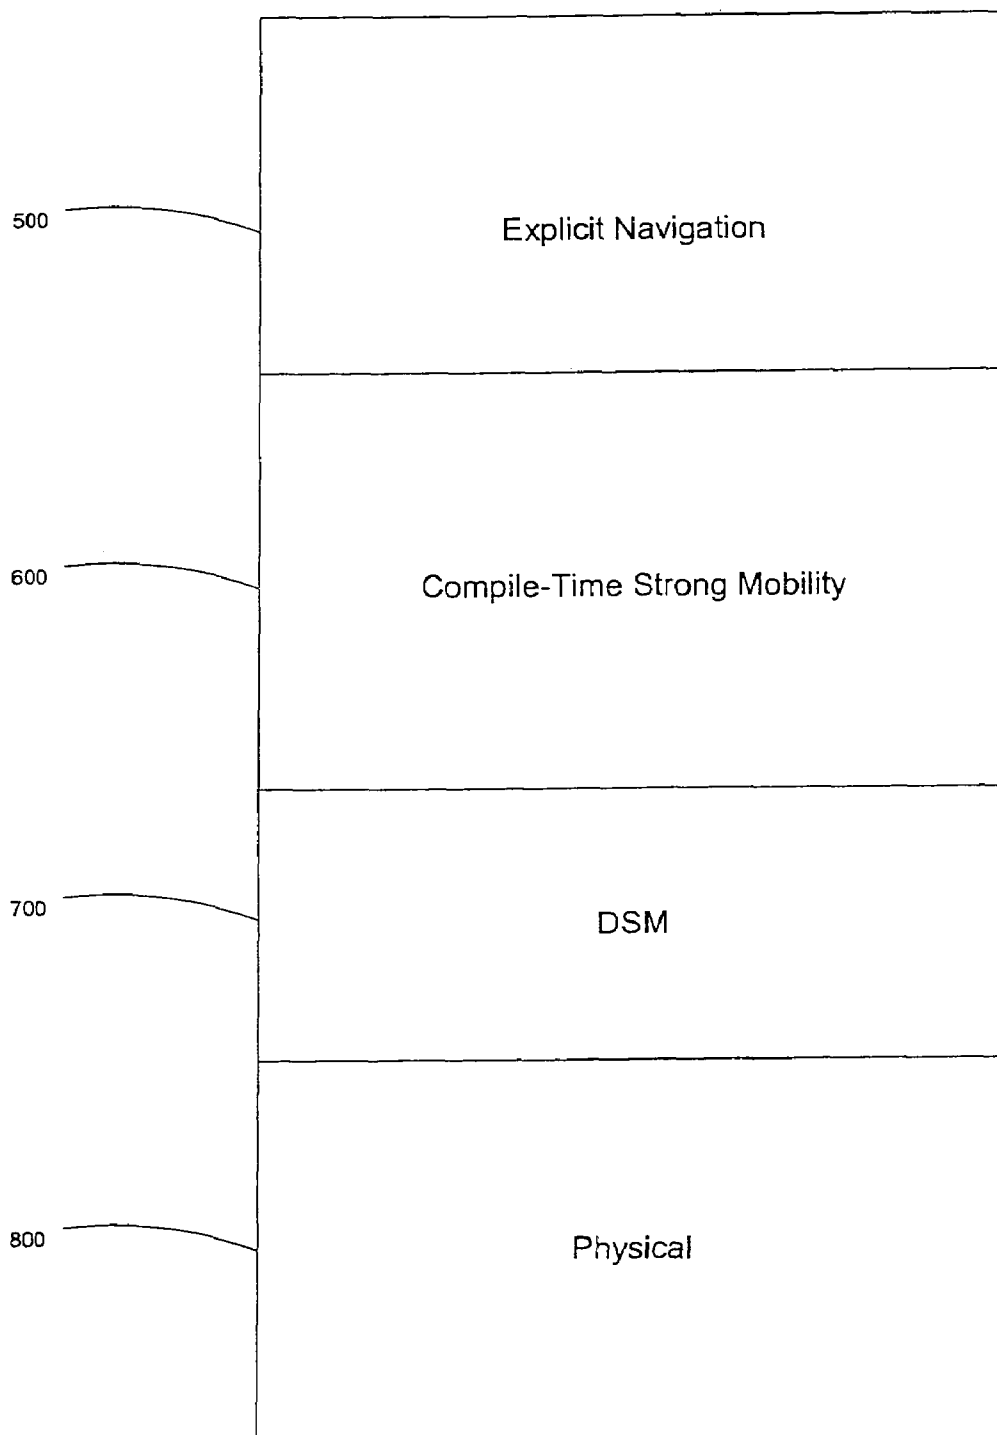 500
Explicit Navigation
600
Compile-Time Strong Mobility
700
DSM
800
Physical